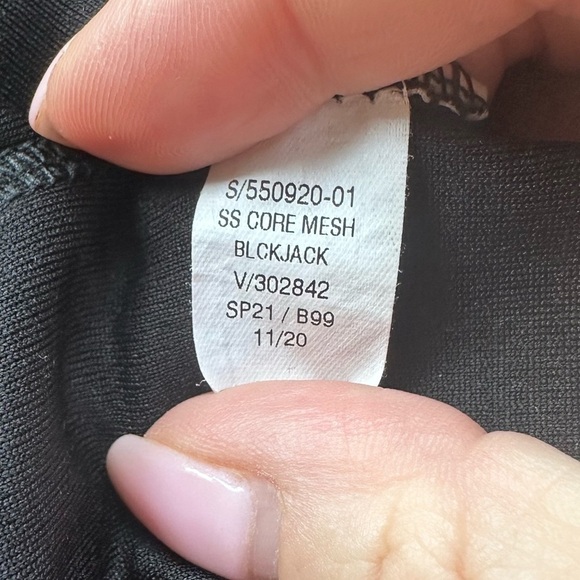 S/550920-01
SS CORE MESH
BLCKJACK
V/302842
SP21 / B99
11/20